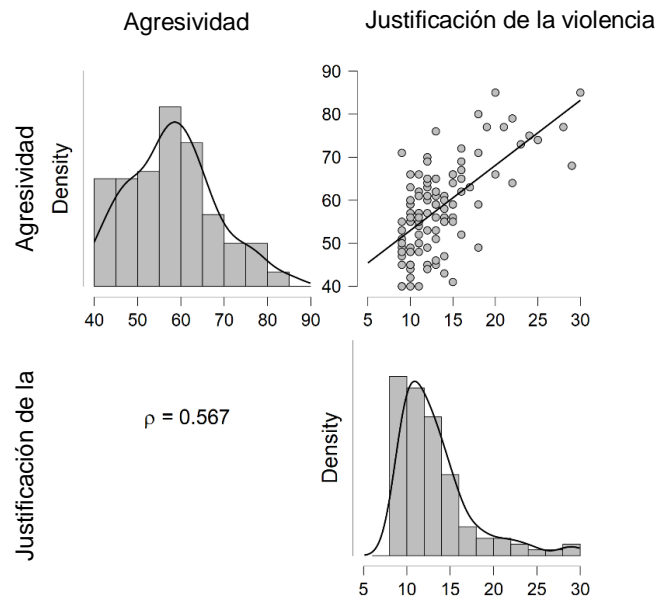 Agresividad
Justificación de la violencia
Agresividad
Density
90
80
70
60
50
40
40 50 60 70 80 90
5 10 15 20 25 30
Justificación de la
ρ = 0.567
Density
5 10 15 20 25 30